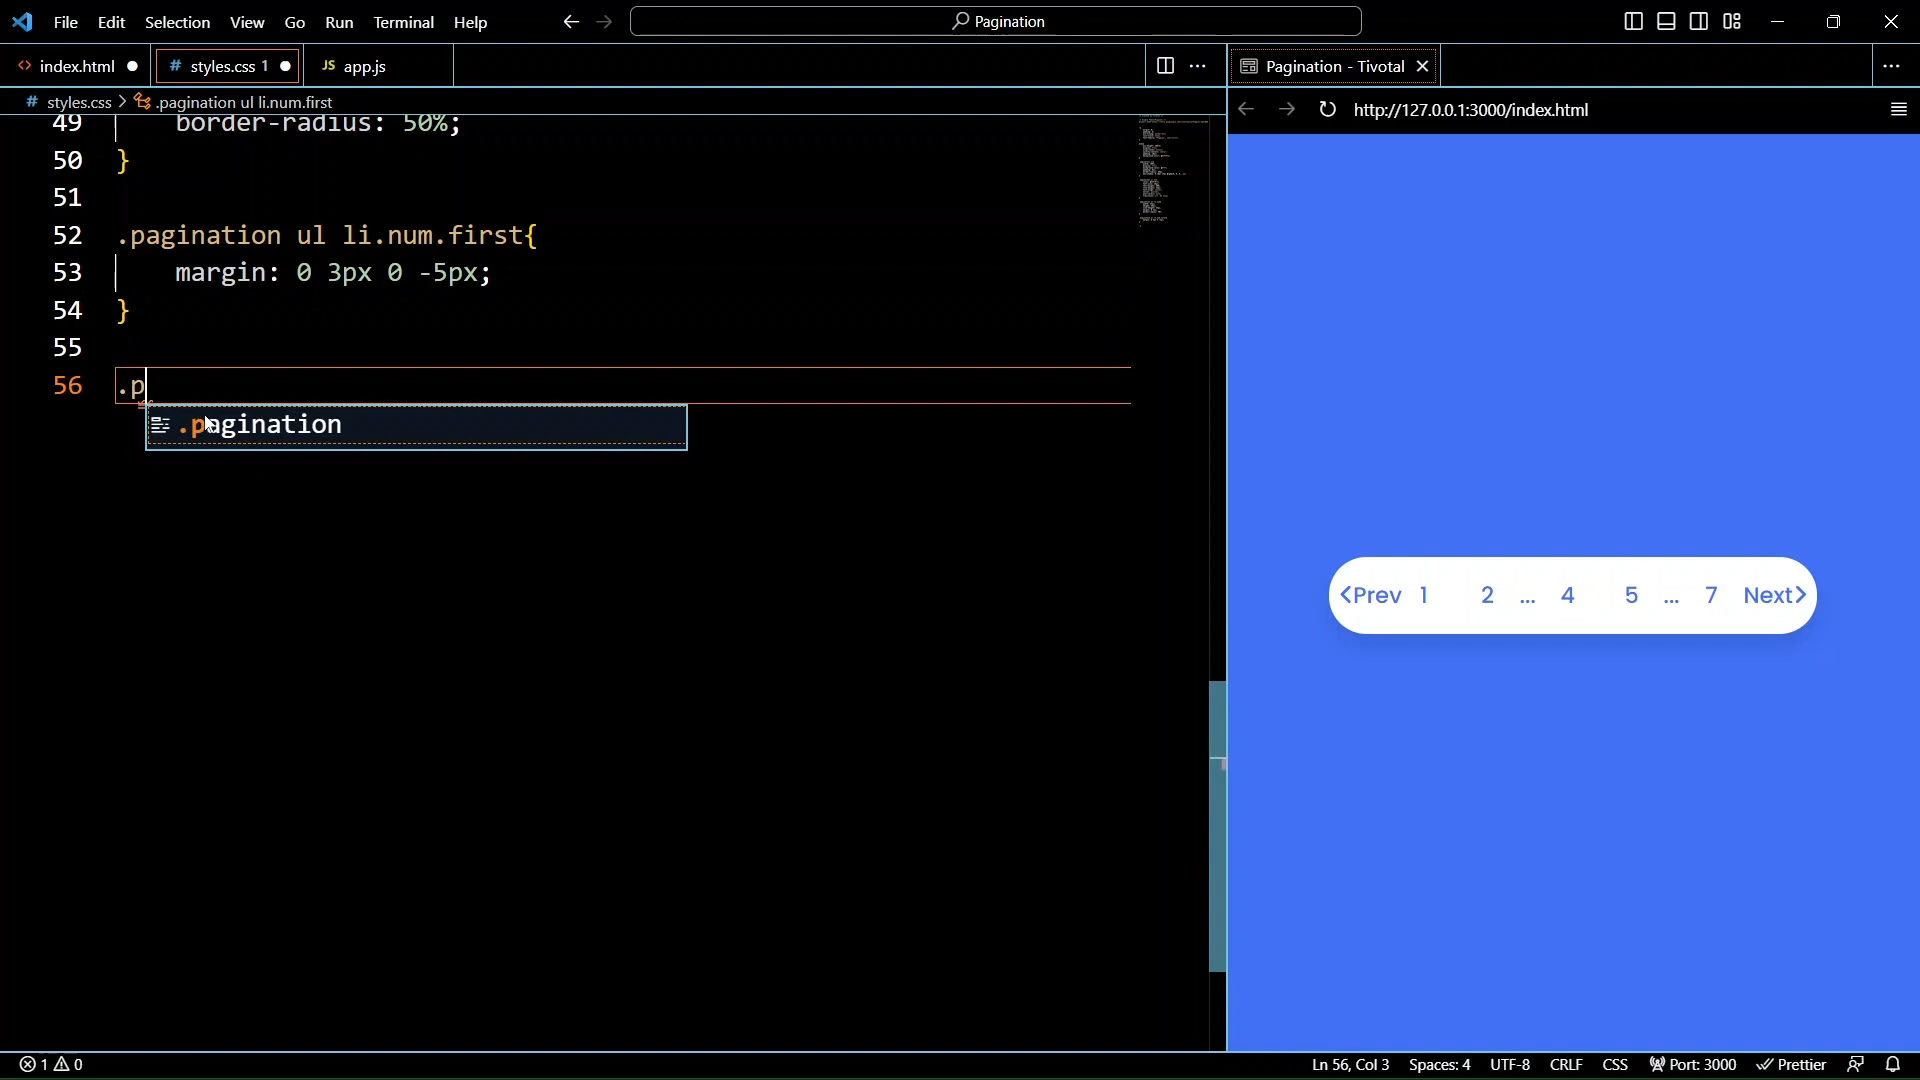 File Edit Selection View Go Run Terminal Help
Pagination
index.html
# styles.css 1
JS app.js
Pagination - Tivotal
# styles.css > .pagination ul li.num.first
http://127.0.0.1:3000/index.html
49 border-radius: 50%;
50 }
51
52 .pagination ul li.num.first{
53 margin: 0 3px 0 -5px;
54 }
55
56 .p
.pagination
Prev 1 2 ... 4 5 ... 7 Next
1 0
Ln 56, Col 3 Spaces: 4 UTF-8 CRLF CSS Port: 3000 Prettier